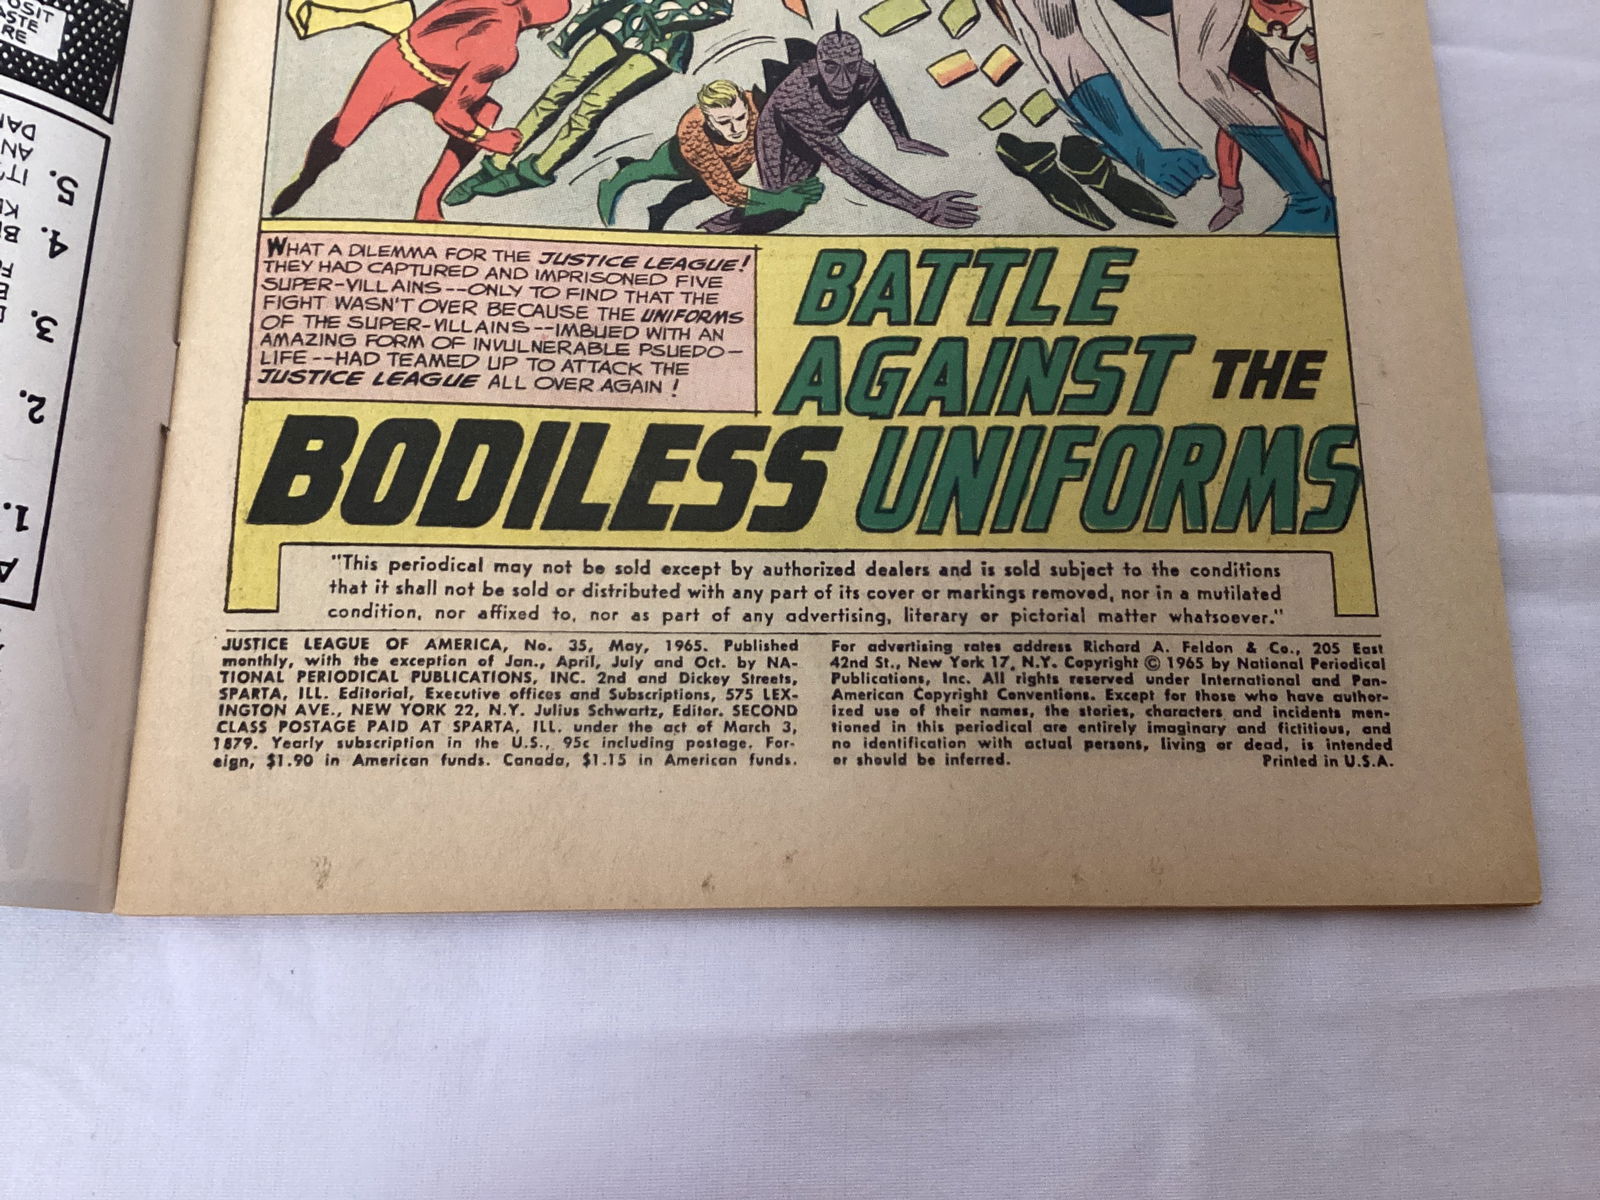 WHAT A DILEMMA FOR THE JUSTICE LEAGUE!
THEY HAD CAPTURED AND IMPRISONED FIVE
SUPER-VILLAINS--ONLY TO FIND THAT THE
FIGHT WASN'T OVER BECAUSE THE UNIFORMS
OF THE SUPER-VILLAINS--IMBUED WITH AN
AMAZING FORM OF INVULNERABLE PSUEDO-
LIFE--HAD TEAMED UP TO ATTACK THE
JUSTICE LEAGUE ALL OVER AGAIN!
BATTLE
AGAINST THE
BODILESS UNIFORMS
"This periodical may not be sold except by authorized dealers and is sold subject to the conditions
that it shall not be sold or distributed with any part of its cover or markings removed, nor in a mutilated
condition, nor affixed to, nor as part of any advertising, literary or pictorial matter whatsoever."
JUSTICE LEAGUE OF AMERICA, No. 35, May, 1965. Published
monthly, with the exception of Jan., April, July and Oct. by NA-
TIONAL PERIODICAL PUBLICATIONS, INC. 2nd and Dickey Streets,
SPARTA, ILL. Editorial, Executive offices and Subscriptions, 575 LEX-
INGTON AVE., NEW YORK 22, N.Y. Julius Schwartz, Editor. SECOND
CLASS POSTAGE PAID AT SPARTA, ILL. under the act of March 3,
1879. Yearly subscription in the U.S., 95c including postage. For-
eign, $1.90 in American funds. Canada, $1.15 in American funds.
For advertising rates address Richard A. Feldon & Co., 205 East
42nd St., New York 17, N.Y. Copyright © 1965 by National Periodical
Publications, Inc. All rights reserved under International and Pan-
American Copyright Conventions. Except for those who have author-
ized use of their names, the stories, characters and incidents men-
tioned in this periodical are entirely imaginary and fictitious, and
no identification with actual persons, living or dead, is intended
or should be inferred. Printed in U.S.A.
5.
4.
3.
2.
1.